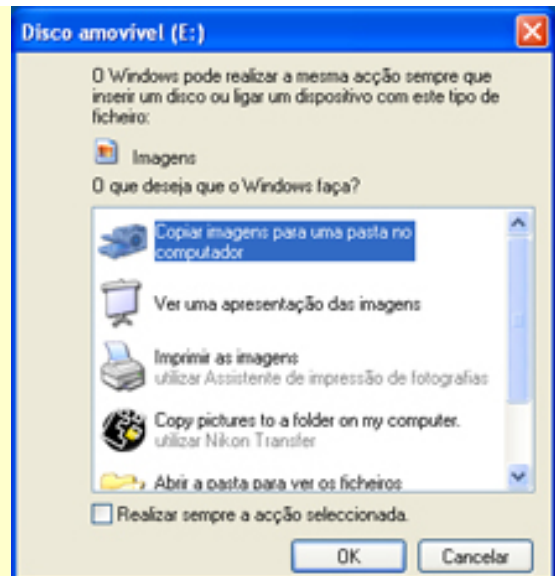 Disco amovível (E:)
O Windows pode realizar a mesma acção sempre que
inserir um disco ou ligar um dispositivo com este tipo de
ficheiro:
Imagens
O que deseja que o Windows faça?
Copiar imagens para uma pasta no
computador
Ver uma apresentação das imagens
Imprimir as imagens
utilizar Assistente de impressão de fotografias
Copy pictures to a folder on my computer.
utilizar Nikon Transfer
Abrir a pasta para ver os ficheiros
Realizar sempre a acção seleccionada.
OK
Cancelar